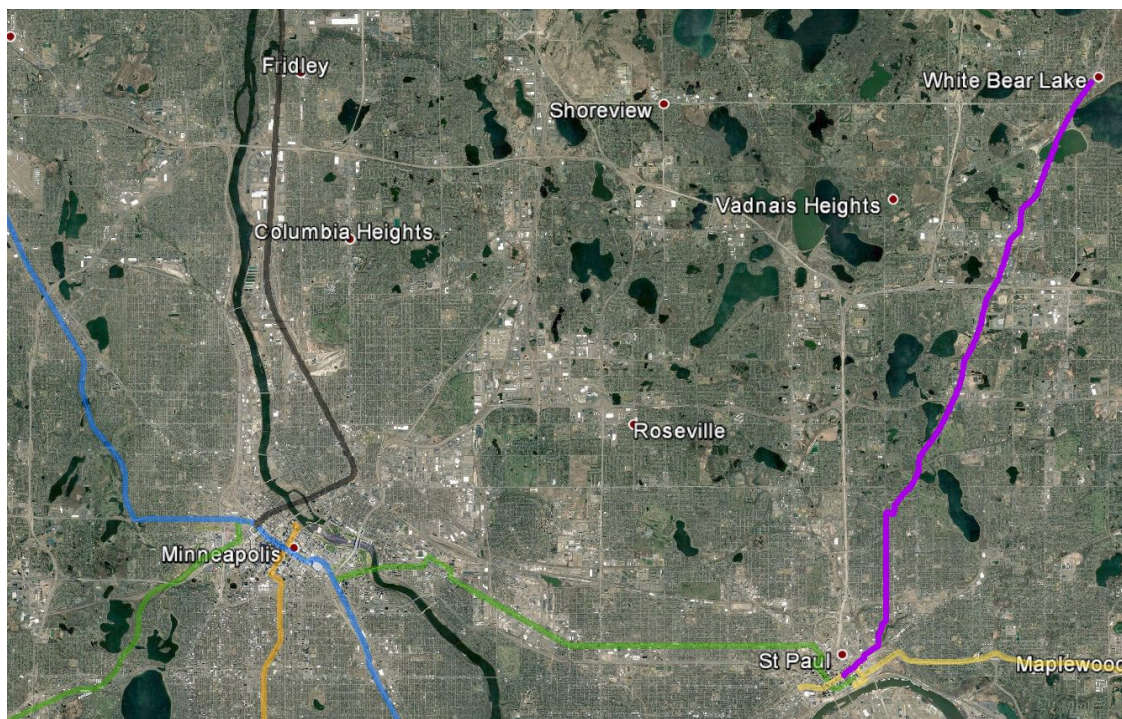 Fridley
White Bear Lake
Shoreview
Vadnais Heights
Columbia Heights
Roseville
Minneapolis
St Paul
Maplewood